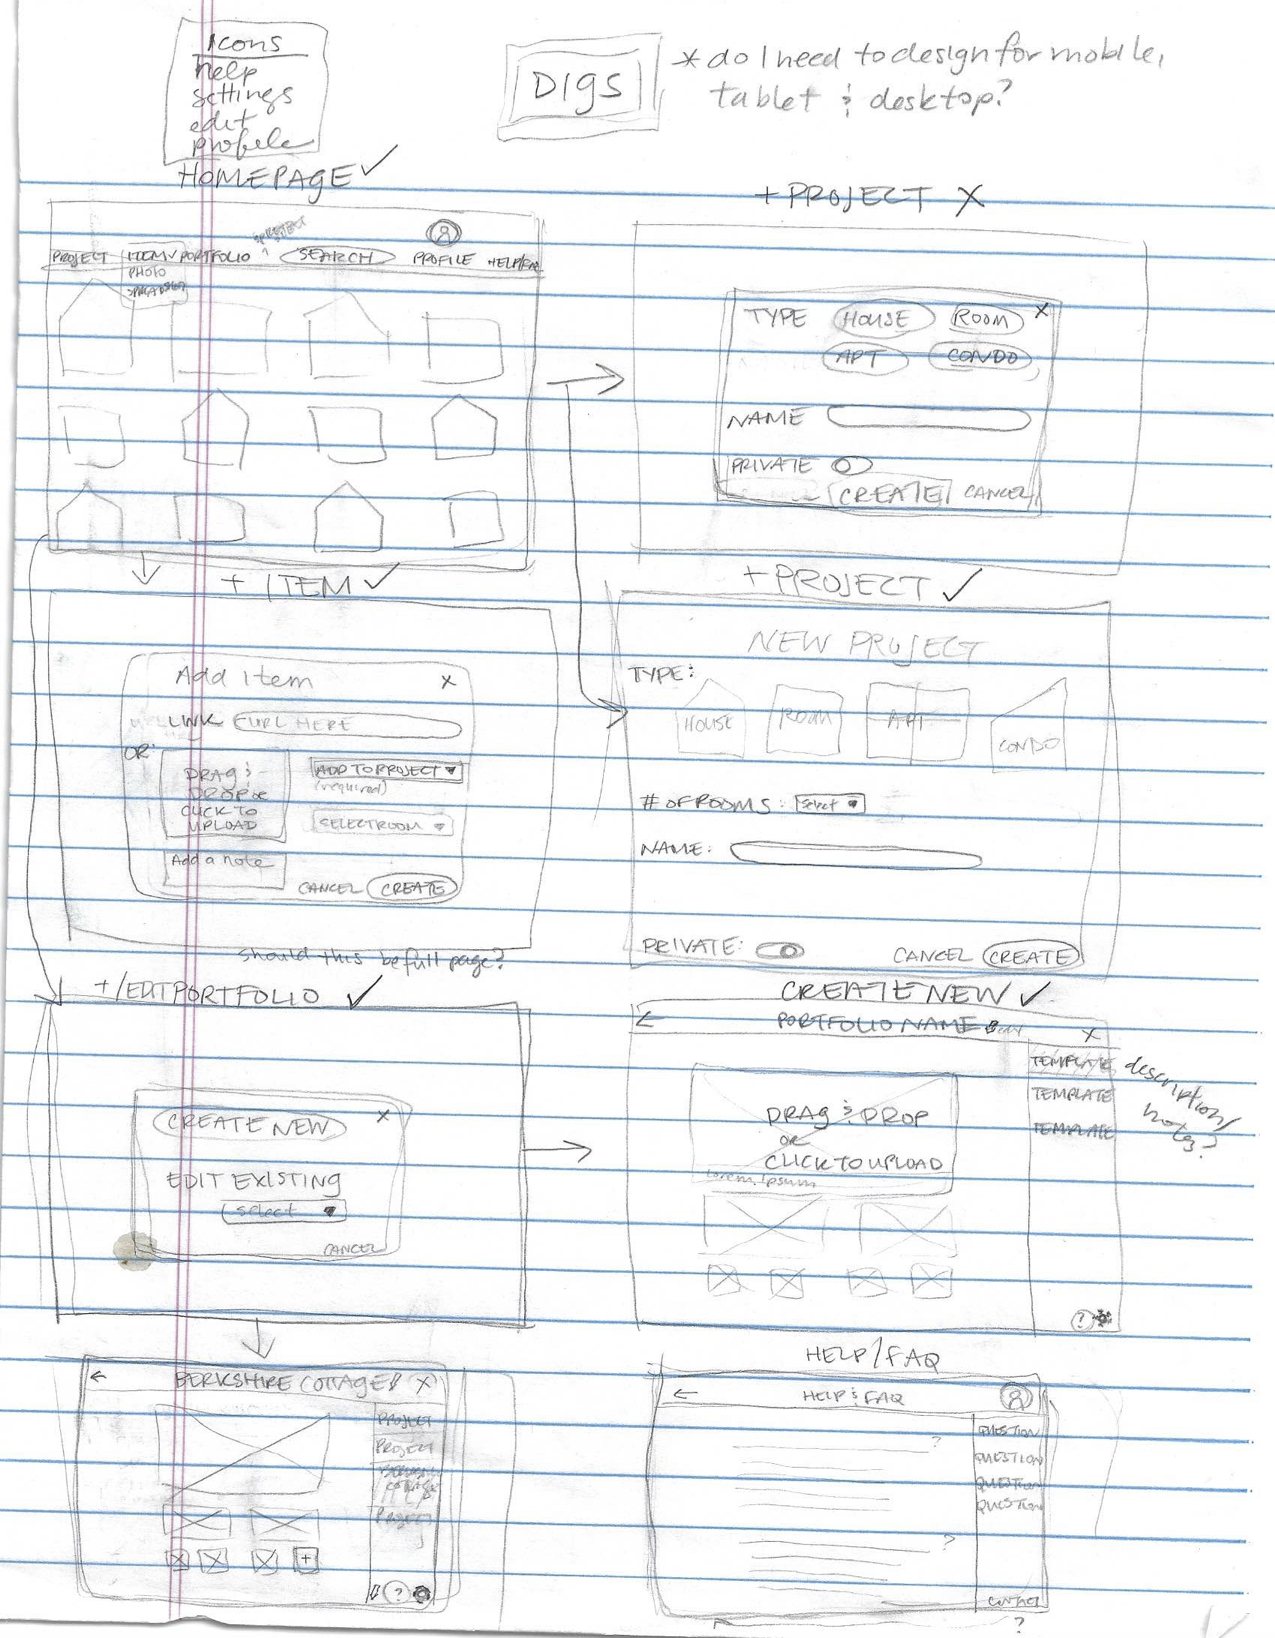 Icons
help
settings
edit
profile
DIGS
* do I need to design for mobile,
tablet & desktop?
HOMEPAGE ✓
PROJECT ITEM PORTFOLIO SEARCH PROFILE HELP/FAQ
PHOTO
+ PROJECT X
TYPE HOUSE ROOM X
APT CONDO
NAME
PRIVATE
CREATE CANCEL
+ ITEM ✓
Add Item X
LINK URL HERE
OR
DRAG &
DROP OR
CLICK TO
UPLOAD
ADD TO PROJECT ▼
(required)
SELECT ROOM ▼
Add a note
CANCEL CREATE
should this be full page?
+ PROJECT ✓
NEW PROJECT
TYPE:
HOUSE ROOM APT CONDO
# OF ROOMS: Select ▼
NAME:
PRIVATE:
CANCEL CREATE
+/EDIT PORTFOLIO ✓
CREATE NEW X
EDIT EXISTING
select ▼
CANCEL
CREATE NEW ✓
← PORTFOLIO NAME X
DRAG & DROP
OR
CLICK TO UPLOAD
Lorem ipsum
TEMPLATE
TEMPLATE
TEMPLATE
description/
notes?
?
← BERKSHIRE COTTAGE X
PROJECT
PROJECT
PROJECT
+
?
HELP/FAQ
← HELP & FAQ
?
?
QUESTION
QUESTION
QUESTION
QUESTION
CONTACT
?